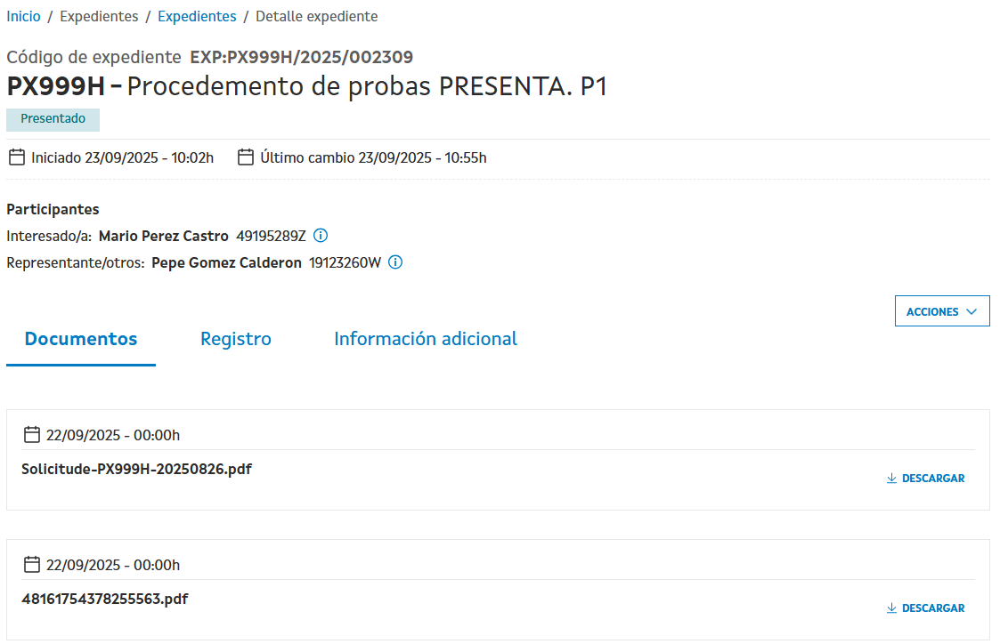 Inicio / Expedientes / Expedientes / Detalle expediente
Código de expediente EXP:PX999H/2025/002309
PX999H – Procedemento de probas PRESENTA. P1
Presentado
Iniciado 23/09/2025 - 10:02h Último cambio 23/09/2025 - 10:55h
Participantes
Interesado/a: Mario Perez Castro 49195289Z
Representante/otros: Pepe Gomez Calderon 19123260W
ACCIONES
Documentos Registro Información adicional
22/09/2025 - 00:00h
Solicitude-PX999H-20250826.pdf
DESCARGAR
22/09/2025 - 00:00h
48161754378255563.pdf
DESCARGAR